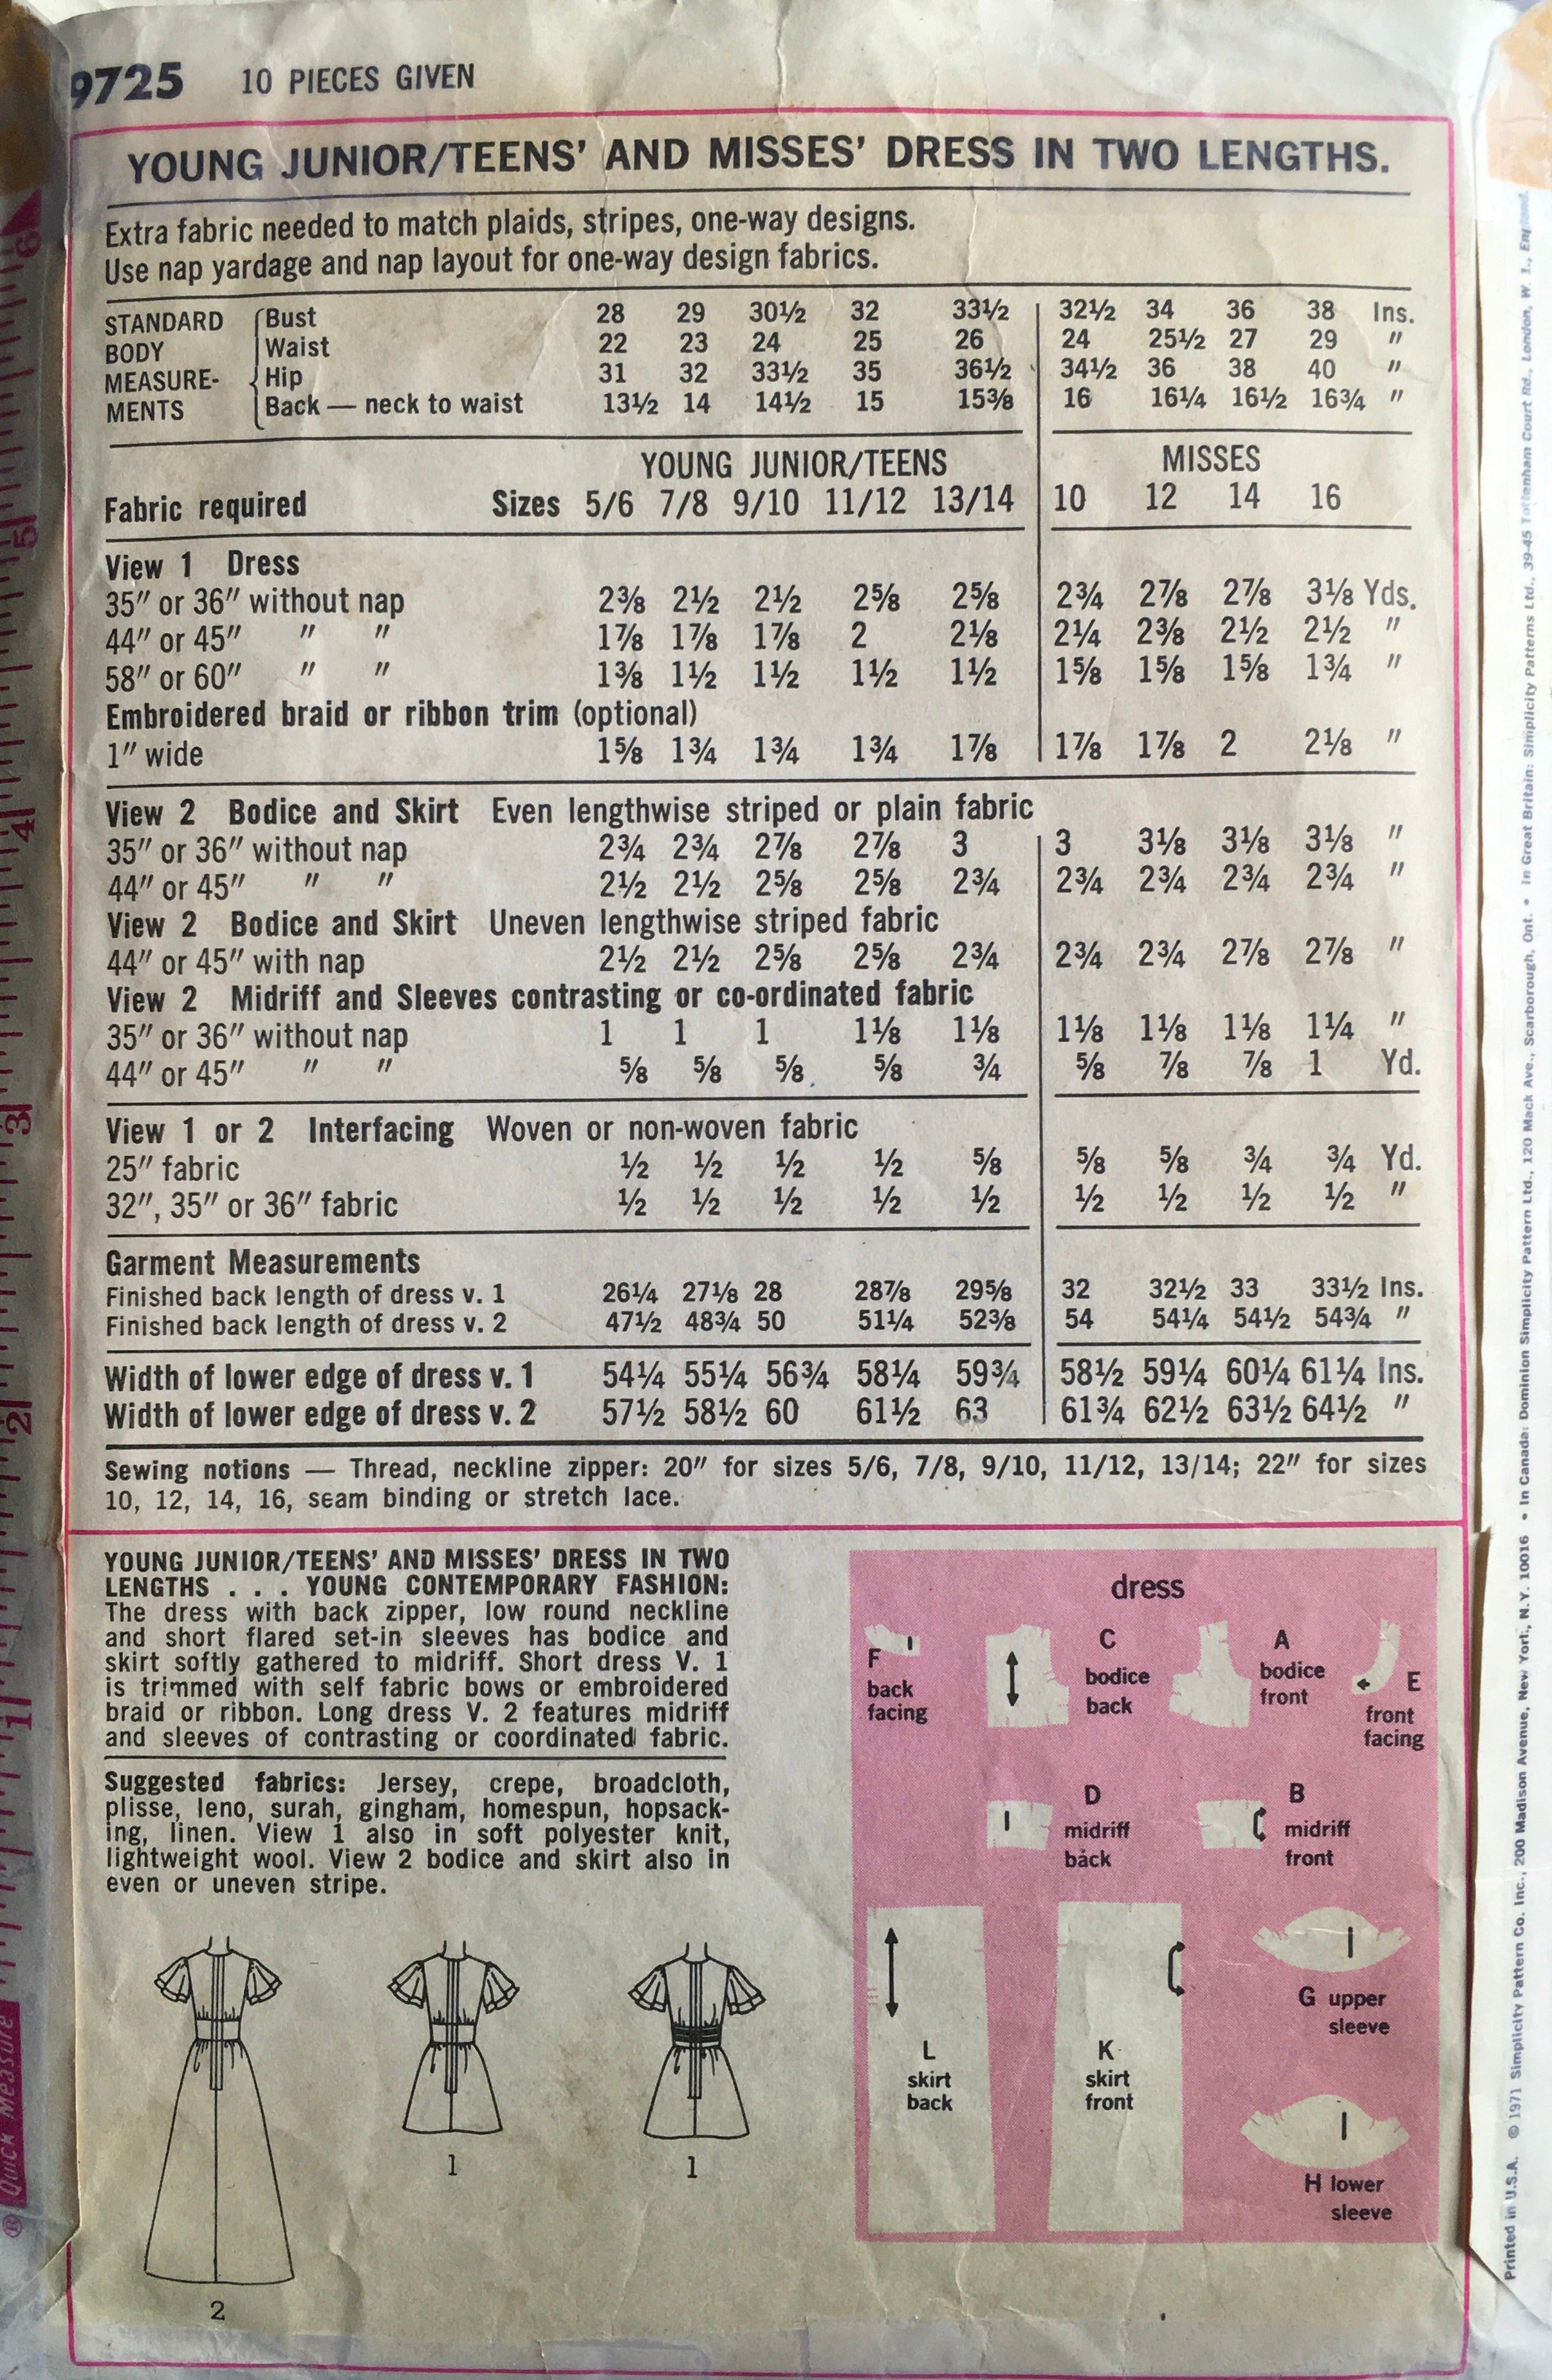 9725 10 PIECES GIVEN
YOUNG JUNIOR/TEENS' AND MISSES' DRESS IN TWO LENGTHS.
Extra fabric needed to match plaids, stripes, one-way designs.
Use nap yardage and nap layout for one-way design fabrics.
STANDARD BODY MEASURE-MENTS
Bust 28 29 30½ 32 33½ 32½ 34 36 38 Ins.
Waist 22 23 24 25 26 24 25½ 27 29 "
Hip 31 32 33½ 35 36½ 34½ 36 38 40 "
Back — neck to waist 13½ 14 14½ 15 15⅜ 16 16¼ 16½ 16¾ "
YOUNG JUNIOR/TEENS MISSES
Fabric required Sizes 5/6 7/8 9/10 11/12 13/14 10 12 14 16
View 1 Dress
35" or 36" without nap 2⅜ 2½ 2½ 2⅝ 2⅝ 2¾ 2⅞ 2⅞ 3⅛ Yds.
44" or 45" " " 1⅞ 1⅞ 1⅞ 2 2⅛ 2¼ 2⅜ 2½ 2½ "
58" or 60" " " 1⅜ 1½ 1½ 1½ 1½ 1⅝ 1⅝ 1⅝ 1¾ "
Embroidered braid or ribbon trim (optional)
1" wide 1⅝ 1¾ 1¾ 1¾ 1⅞ 1⅞ 1⅞ 2 2⅛ "
View 2 Bodice and Skirt Even lengthwise striped or plain fabric
35" or 36" without nap 2¾ 2¾ 2⅞ 2⅞ 3 3 3⅛ 3⅛ 3⅛ "
44" or 45" " " 2½ 2½ 2⅝ 2⅝ 2¾ 2¾ 2¾ 2¾ 2¾ "
View 2 Bodice and Skirt Uneven lengthwise striped fabric
44" or 45" with nap 2½ 2½ 2⅝ 2⅝ 2¾ 2¾ 2¾ 2⅞ 2⅞ "
View 2 Midriff and Sleeves contrasting or co-ordinated fabric
35" or 36" without nap 1 1 1 1⅛ 1⅛ 1⅛ 1⅛ 1⅛ 1¼ "
44" or 45" " " ⅝ ⅝ ⅝ ⅝ ¾ ⅝ ⅞ ⅞ 1 Yd.
View 1 or 2 Interfacing Woven or non-woven fabric
25" fabric ½ ½ ½ ½ ⅝ ⅝ ⅝ ¾ ¾ Yd.
32", 35" or 36" fabric ½ ½ ½ ½ ½ ½ ½ ½ ½ "
Garment Measurements
Finished back length of dress v. 1 26¼ 27⅛ 28 28⅞ 29⅝ 32 32½ 33 33½ Ins.
Finished back length of dress v. 2 47½ 48¾ 50 51¼ 52⅜ 54 54¼ 54½ 54¾ "
Width of lower edge of dress v. 1 54¼ 55¼ 56¾ 58¼ 59¾ 58½ 59¼ 60¼ 61¼ Ins.
Width of lower edge of dress v. 2 57½ 58½ 60 61½ 63 61¾ 62½ 63½ 64½ "
Sewing notions — Thread, neckline zipper: 20" for sizes 5/6, 7/8, 9/10, 11/12, 13/14; 22" for sizes
10, 12, 14, 16, seam binding or stretch lace.
YOUNG JUNIOR/TEENS' AND MISSES' DRESS IN TWO
LENGTHS . . . YOUNG CONTEMPORARY FASHION:
The dress with back zipper, low round neckline
and short flared set-in sleeves has bodice and
skirt softly gathered to midriff. Short dress V. 1
is trimmed with self fabric bows or embroidered
braid or ribbon. Long dress V. 2 features midriff
and sleeves of contrasting or coordinated fabric.
Suggested fabrics: Jersey, crepe, broadcloth,
plisse, leno, surah, gingham, homespun, hopsack-
ing, linen. View 1 also in soft polyester knit,
lightweight wool. View 2 bodice and skirt also in
even or uneven stripe.
2
1
1
dress
F
back
facing
C
bodice
back
A
bodice
front
E
front
facing
D
midriff
back
B
midriff
front
L
skirt
back
K
skirt
front
G upper
sleeve
H lower
sleeve
Printed in U.S.A. © 1971 Simplicity Pattern Co. Inc., 200 Madison Avenue, New York, N.Y. 10016 • In Canada: Dominion Simplicity Pattern Ltd., 120 Mack Ave., Scarborough, Ont. • In Great Britain: Simplicity Patterns Ltd., 39-45 Tottenham Court Rd., London, W. 1., England.
6
5
4
3
2
1
Quick Measure ®